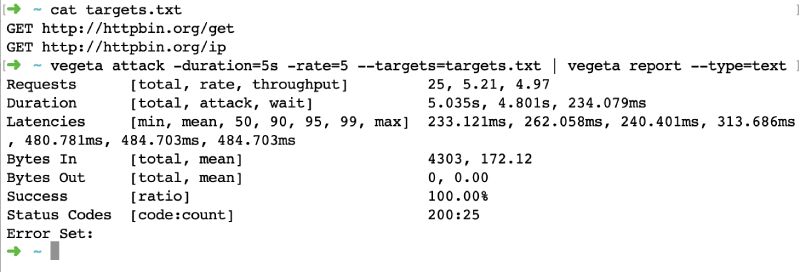 [➜ ~ cat targets.txt ]
GET http://httpbin.org/get
GET http://httpbin.org/ip
[➜ ~ vegeta attack -duration=5s -rate=5 --targets=targets.txt | vegeta report --type=text ]
Requests [total, rate, throughput] 25, 5.21, 4.97
Duration [total, attack, wait] 5.035s, 4.801s, 234.079ms
Latencies [min, mean, 50, 90, 95, 99, max] 233.121ms, 262.058ms, 240.401ms, 313.686ms
, 480.781ms, 484.703ms, 484.703ms
Bytes In [total, mean] 4303, 172.12
Bytes Out [total, mean] 0, 0.00
Success [ratio] 100.00%
Status Codes [code:count] 200:25
Error Set:
➜ ~